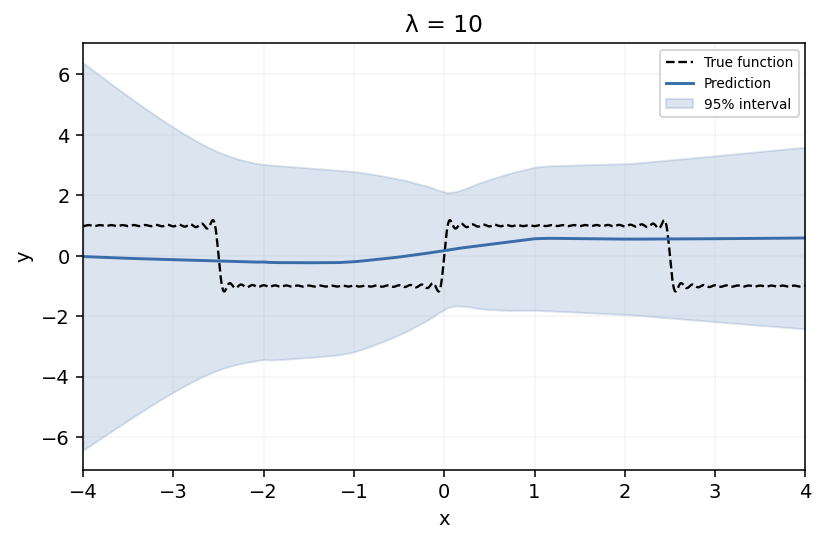 λ = 10
True function
Prediction
95% interval
6
4
2
0
−2
−4
−6
y
−4 −3 −2 −1 0 1 2 3 4
x